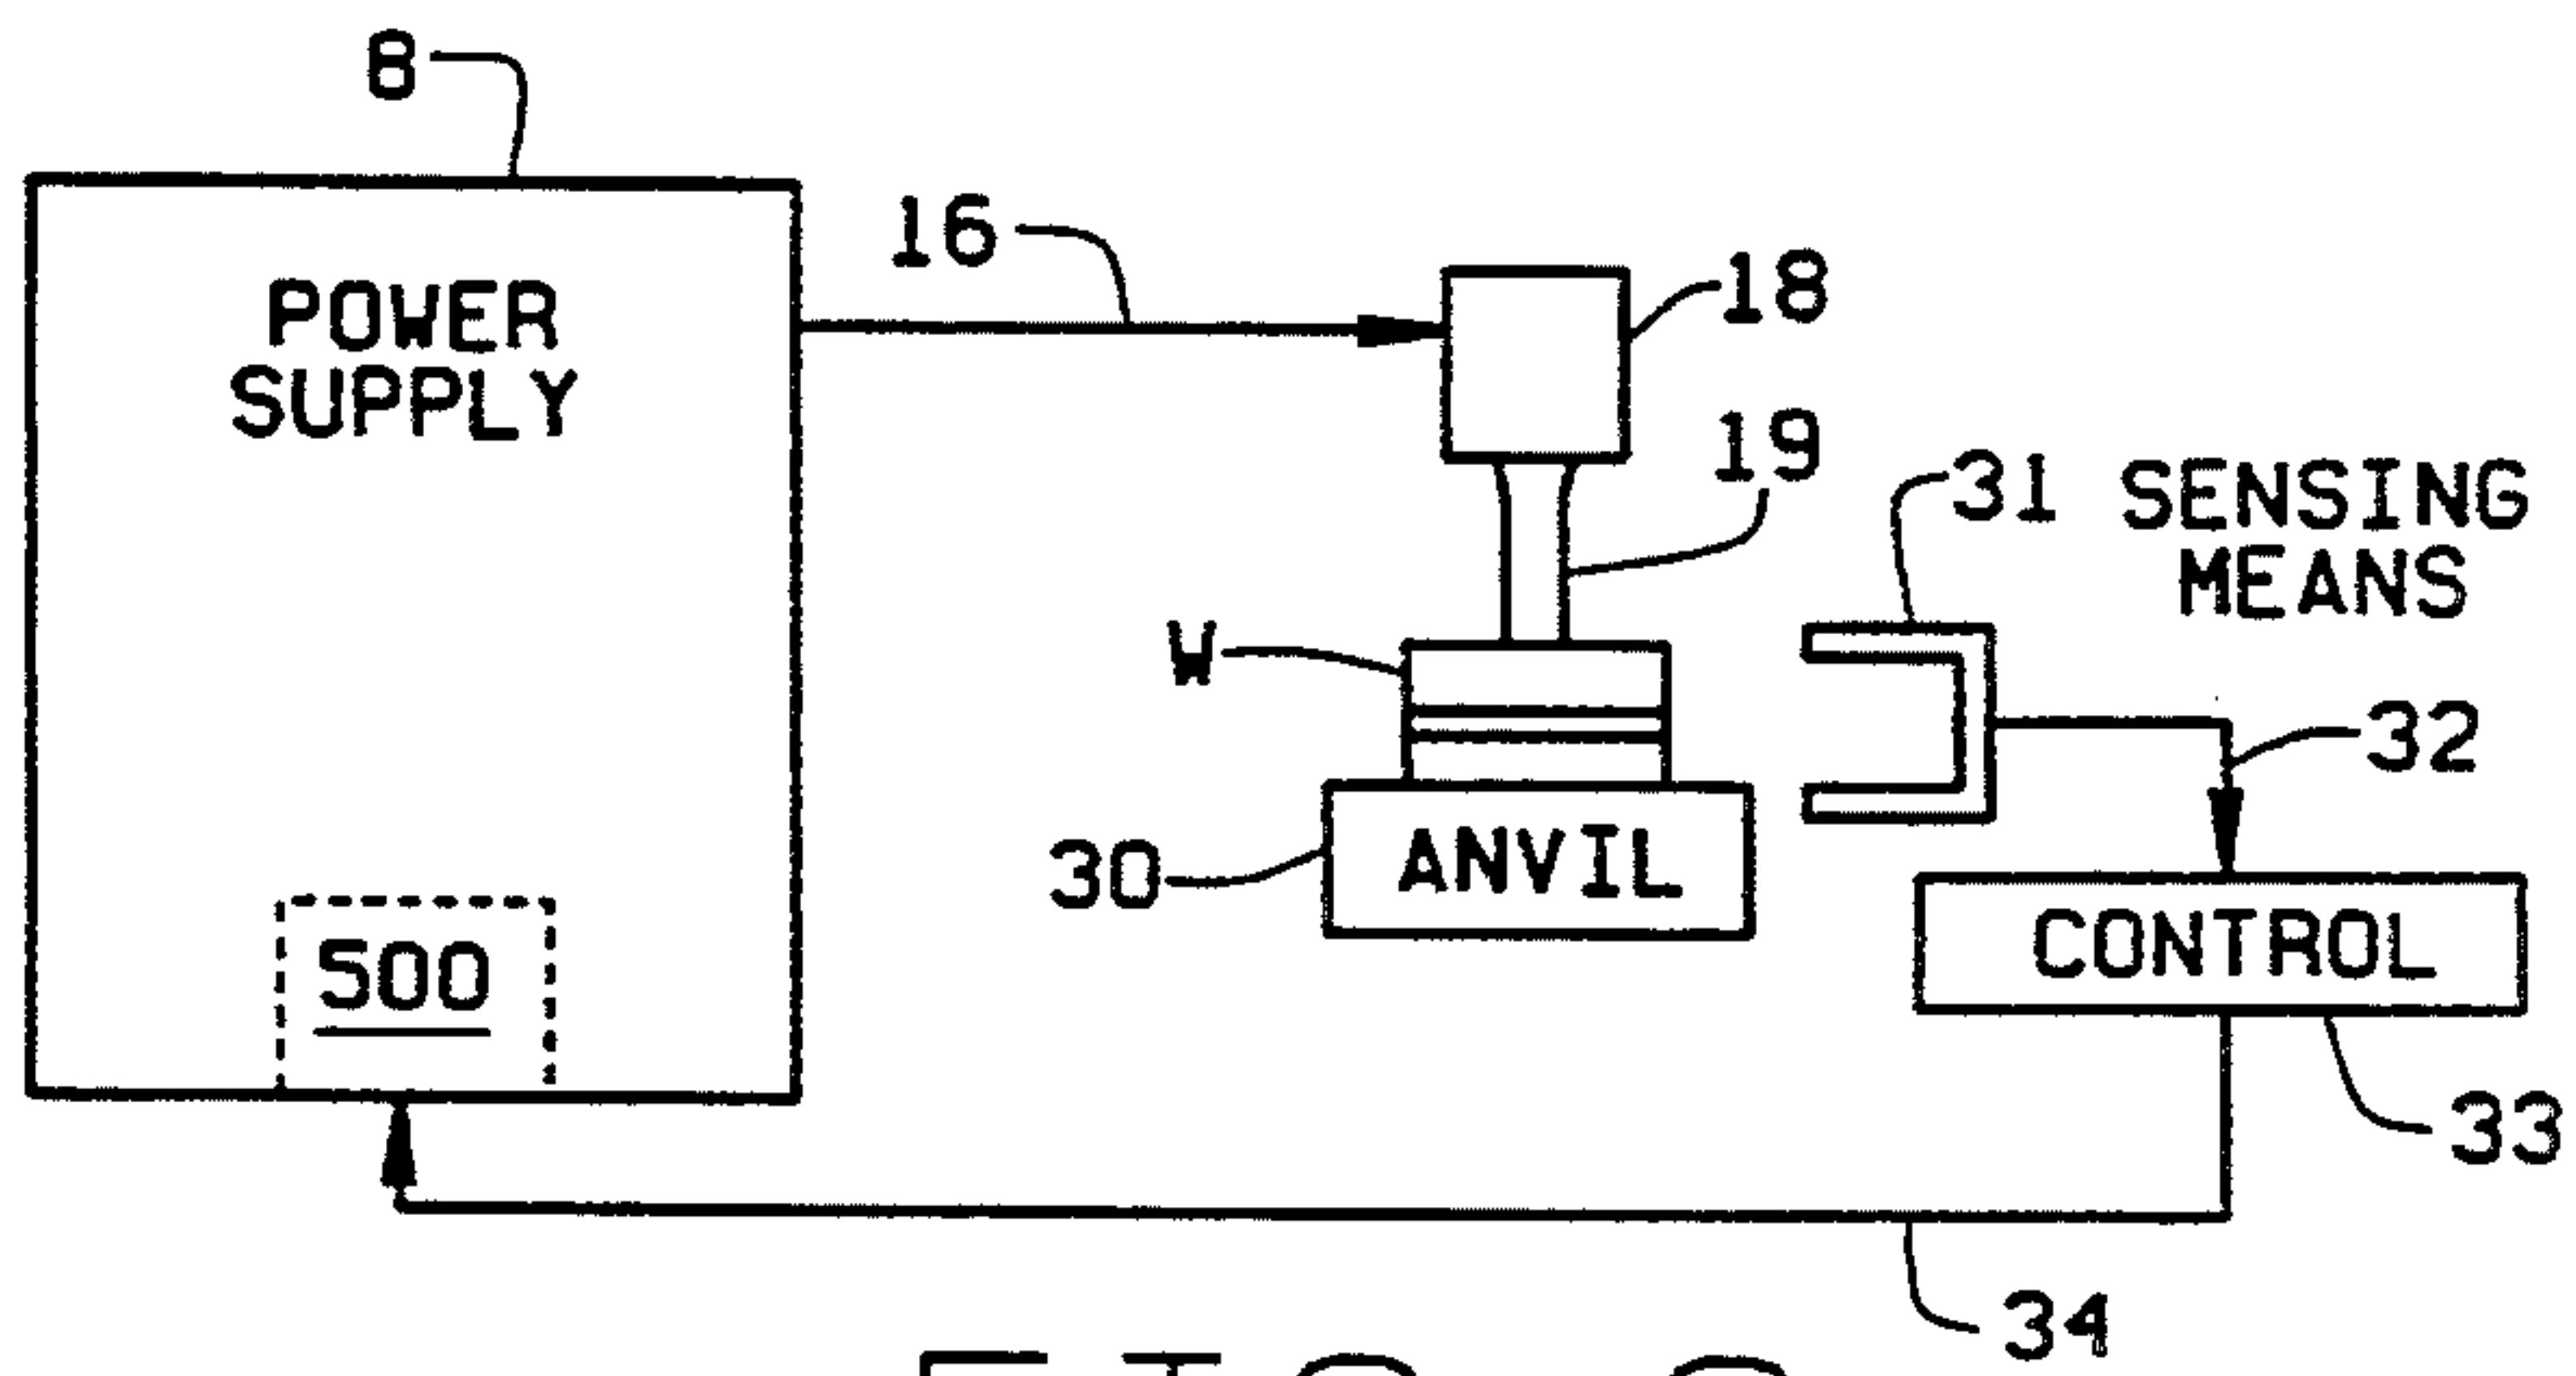 8
POWER
SUPPLY
16
18
19
31 SENSING
MEANS
W
32
30
ANVIL
CONTROL
500
33
34